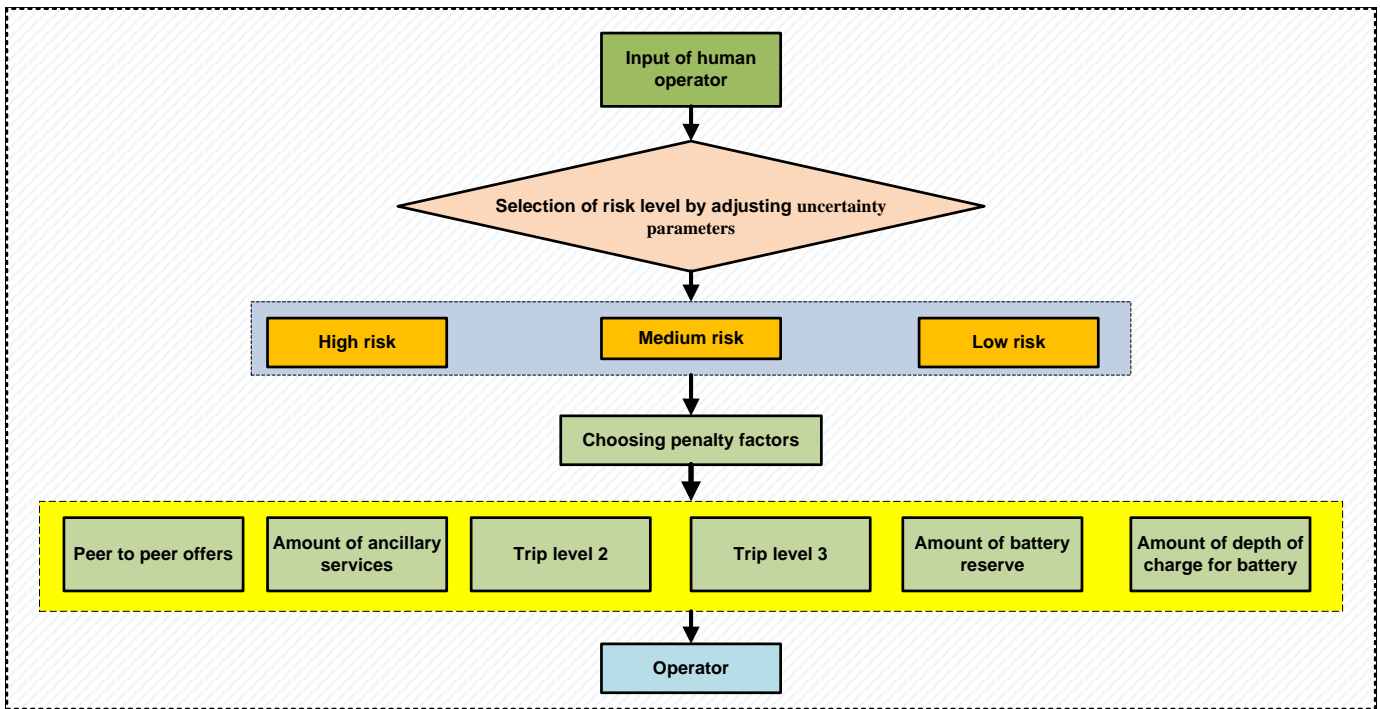 Input of human
operator
Selection of risk level by adjusting uncertainty
parameters
High risk
Medium risk
Low risk
Choosing penalty factors
Peer to peer offers
Amount of ancillary
services
Trip level 2
Trip level 3
Amount of battery
reserve
Amount of depth of
charge for battery
Operator